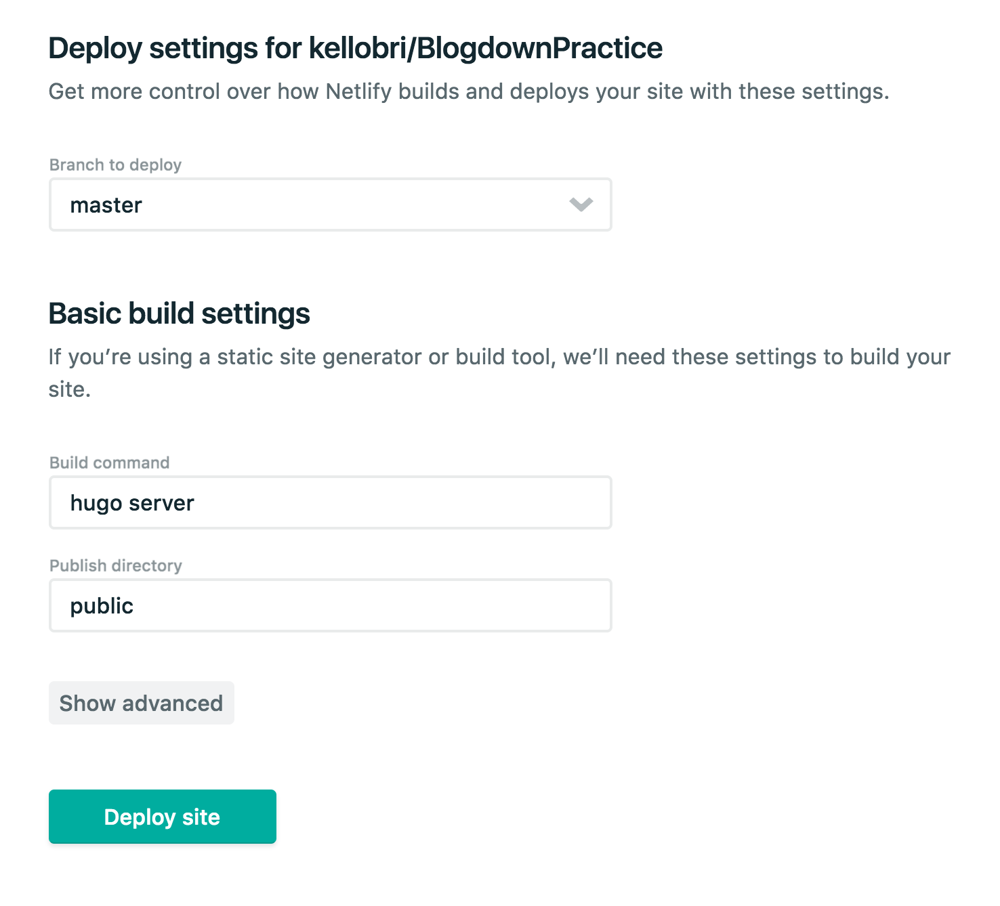 Deploy settings for kellobri/BlogdownPractice
Get more control over how Netlify builds and deploys your site with these settings.
Branch to deploy
master
Basic build settings
If you’re using a static site generator or build tool, we’ll need these settings to build your
site.
Build command
hugo server
Publish directory
public
Show advanced
Deploy site